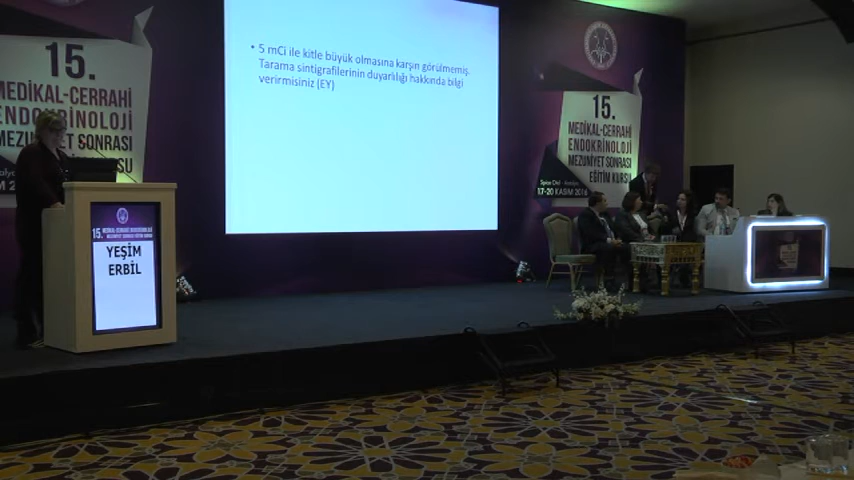 15.
MEDİKAL-CERRAHİ
ENDOKRİNOLOJİ
MEZUNİYET SONRASI
• 5 mCi ile kitle büyük olmasına karşın görülmemiş.
Tarama sintigrafilerinin duyarlılığı hakkında bilgi
verirmisiniz (EY)
15.
MEDİKAL-CERRAHİ
ENDOKRİNOLOJİ
MEZUNİYET SONRASI
EĞİTİM KURSU
17-20 KASIM 2016
15.
YEŞİM
ERBİL